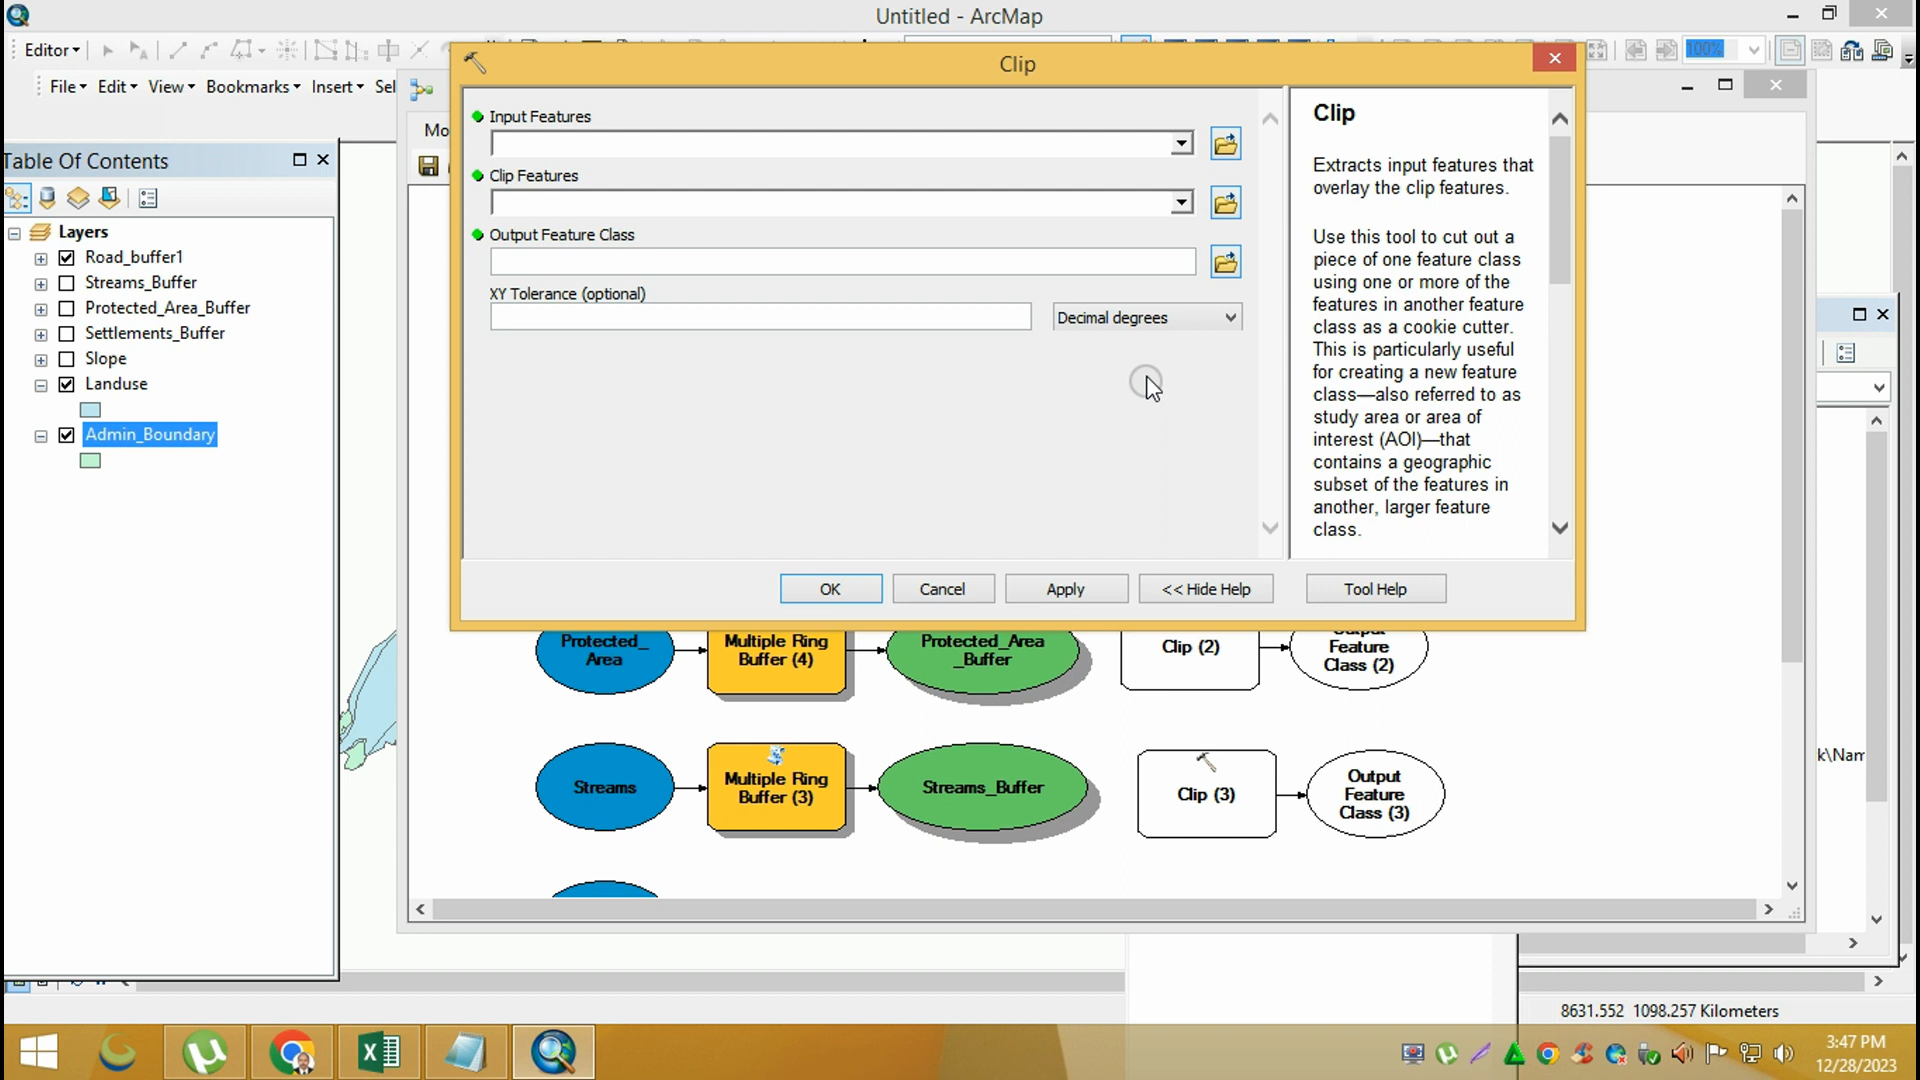 Untitled - ArcMap
Editor
100%
File Edit View Bookmarks Insert Sel
Clip
Mo
Table Of Contents
Layers
Road_buffer1
Streams_Buffer
Protected_Area_Buffer
Settlements_Buffer
Slope
Landuse
Admin_Boundary
Input Features
Clip Features
Output Feature Class
XY Tolerance (optional)
Decimal degrees
Clip
Extracts input features that
overlay the clip features.
Use this tool to cut out a
piece of one feature class
using one or more of the
features in another feature
class as a cookie cutter.
This is particularly useful
for creating a new feature
class—also referred to as
study area or area of
interest (AOI)—that
contains a geographic
subset of the features in
another, larger feature
class.
OK Cancel Apply << Hide Help Tool Help
Protected_
Area
Multiple Ring
Buffer (4)
Protected_Area
_Buffer
Clip (2)
Output
Feature
Class (2)
Streams
Multiple Ring
Buffer (3)
Streams_Buffer
Clip (3)
Output
Feature
Class (3)
k\Nam
8631.552 1098.257 Kilometers
3:47 PM
12/28/2023